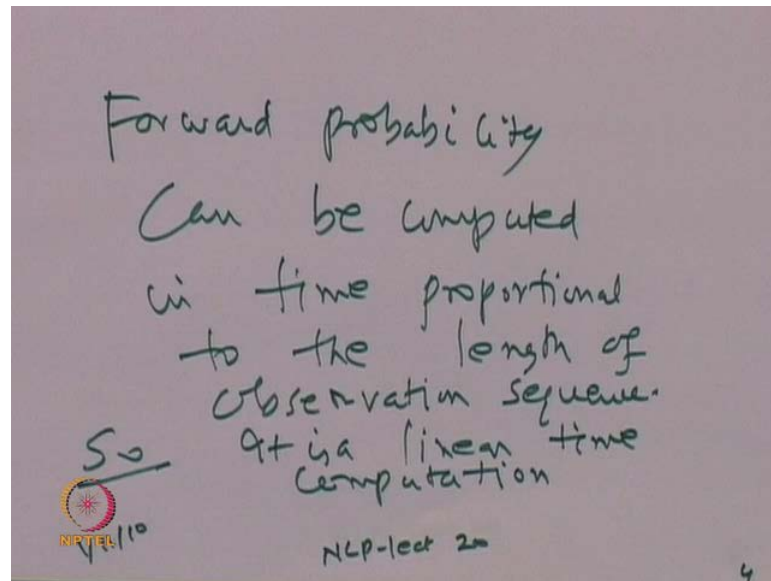 Forward probability
Can be computed
in time proportional
to the length of
observation sequence.
So It is a linear time
computation
NPTEL
NLP-lect 20
4